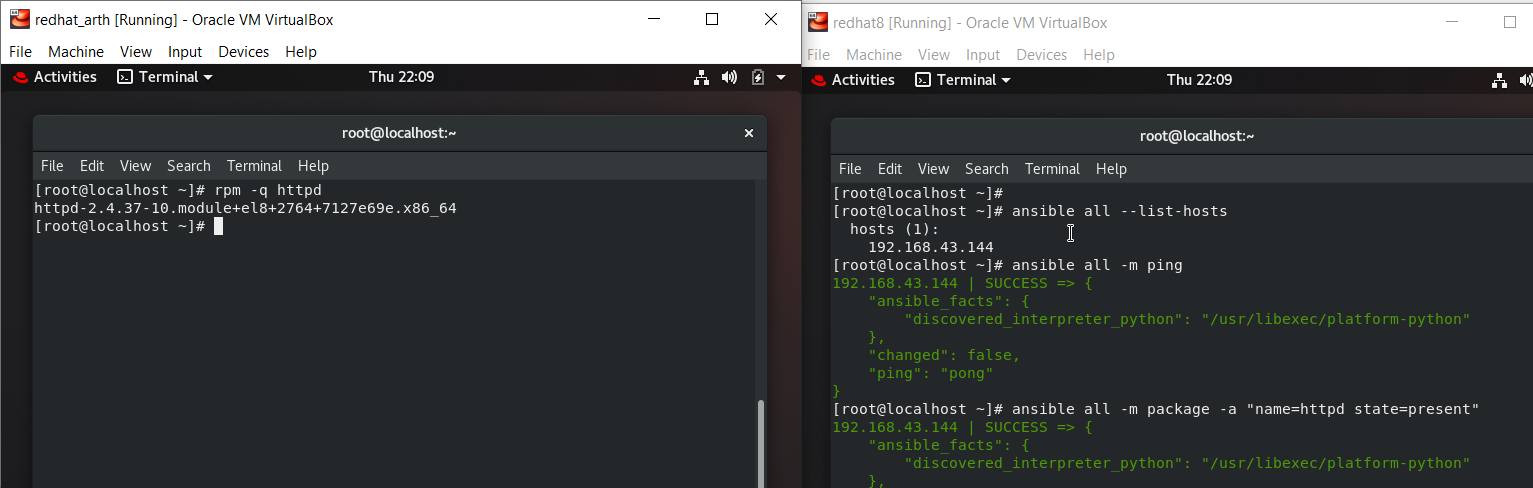 redhat_arth [Running] - Oracle VM VirtualBox
File Machine View Input Devices Help
Activities Terminal Thu 22:09
root@localhost:~
File Edit View Search Terminal Help
[root@localhost ~]# rpm -q httpd
httpd-2.4.37-10.module+el8+2764+7127e69e.x86_64
[root@localhost ~]#
redhat8 [Running] - Oracle VM VirtualBox
File Machine View Input Devices Help
Activities Terminal Thu 22:09
root@localhost:~
File Edit View Search Terminal Help
[root@localhost ~]#
[root@localhost ~]# ansible all --list-hosts
  hosts (1):
    192.168.43.144
[root@localhost ~]# ansible all -m ping
192.168.43.144 | SUCCESS => {
    "ansible_facts": {
        "discovered_interpreter_python": "/usr/libexec/platform-python"
    },
    "changed": false,
    "ping": "pong"
}
[root@localhost ~]# ansible all -m package -a "name=httpd state=present"
192.168.43.144 | SUCCESS => {
    "ansible_facts": {
        "discovered_interpreter_python": "/usr/libexec/platform-python"
    },